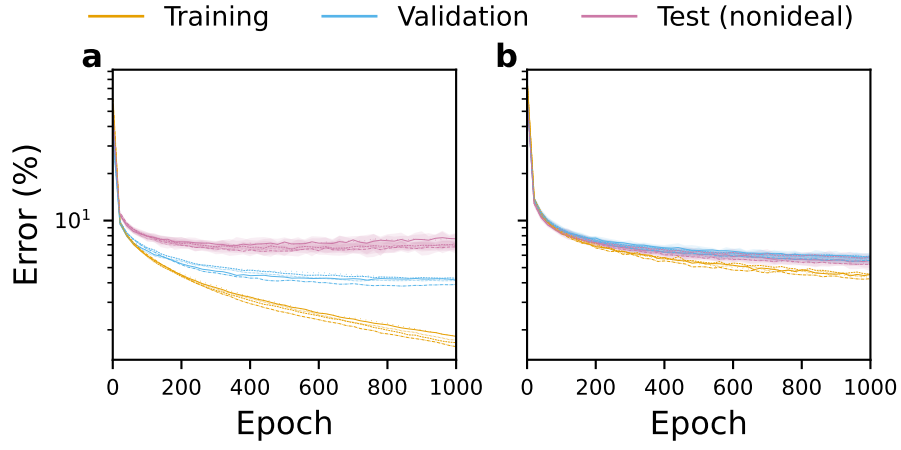 Training Validation Test (nonideal)
a b
Error (%)
10¹
0 200 400 600 800 1000 0 200 400 600 800 1000
Epoch Epoch